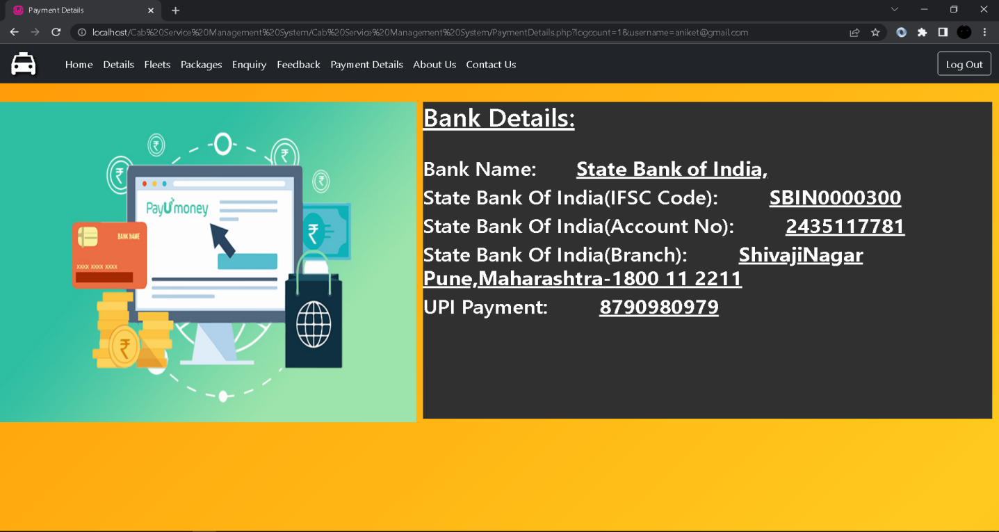 Payment Details
localhost/Cab%20Service%20Management%20System/Cab%20Service%20Management%20System/PaymentDetails.php?logcount=1&username=aniket@gmail.com
Home Details Fleets Packages Enquiry Feedback Payment Details About Us Contact Us Log Out
Bank Details:
Bank Name: State Bank of India,
State Bank Of India(IFSC Code): SBIN0000300
State Bank Of India(Account No): 2435117781
State Bank Of India(Branch): ShivajiNagar
Pune,Maharashtra-1800 11 2211
UPI Payment: 8790980979
₹
₹
₹
₹
PayUmoney
₹
BANK NAME
XXXX XXXX XXXX
₹